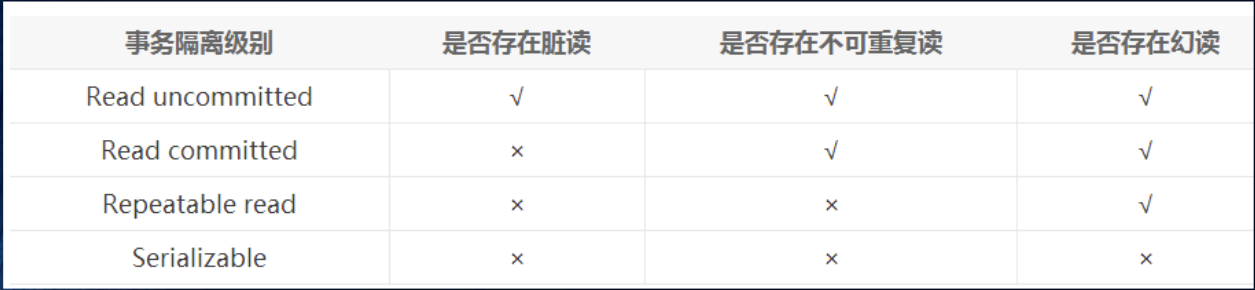 事务隔离级别 是否存在脏读 是否存在不可重复读 是否存在幻读
Read uncommitted √ √ √
Read committed × √ √
Repeatable read × × √
Serializable × × ×